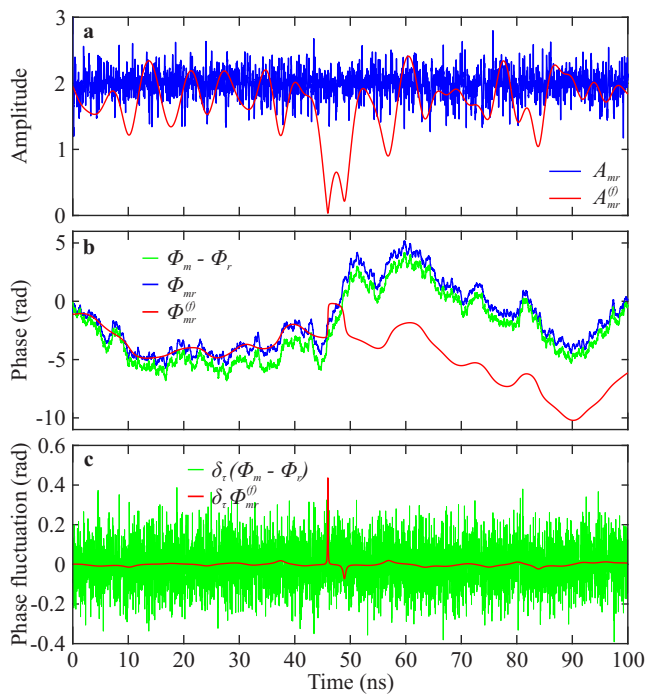 a
3
2
1
0
Amplitude
A_mr
A_mr^(f)
b
5
0
-5
-10
Phase (rad)
Φ_m - Φ_r
Φ_mr
Φ_mr^(f)
c
0.6
0.4
0.2
0
-0.2
-0.4
Phase fluctuation (rad)
δ_τ(Φ_m - Φ_r)
δ_τΦ_mr^(f)
0 10 20 30 40 50 60 70 80 90 100
Time (ns)